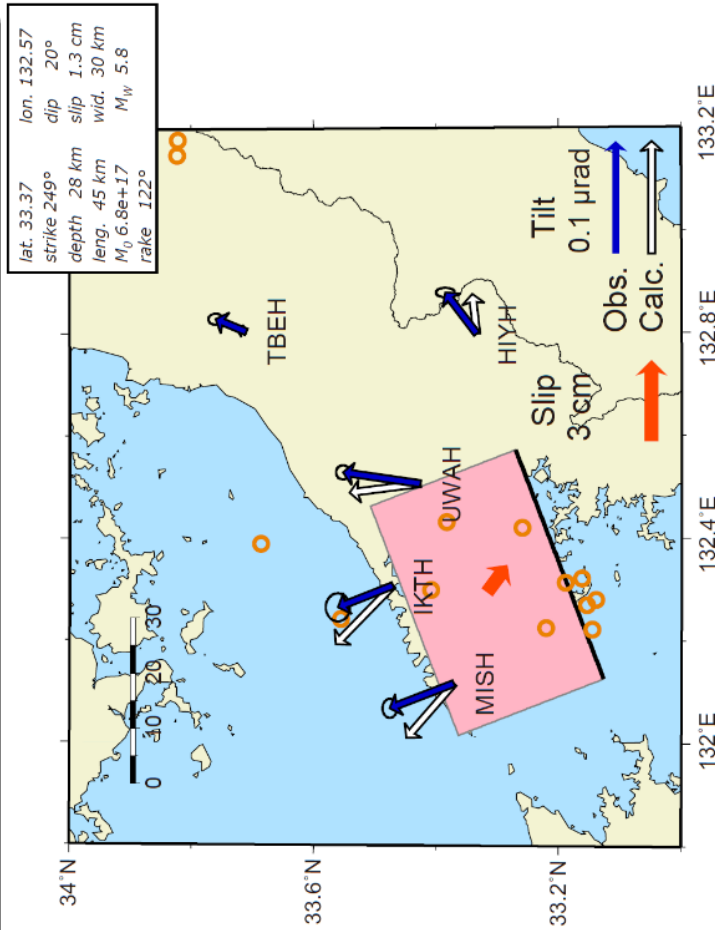 lat. 33.37 lon. 132.57
strike 249° dip 20°
depth 28 km slip 1.3 cm
leng. 45 km wid. 30 km
M₀ 6.8e+17 Mw 5.8
rake 122°
34°N
33.6°N
33.2°N
132°E
132.4°E
132.8°E
133.2°E
0 10 20 30
TBEH
HIYH
UWAH
IKTH
MISH
Slip
3 cm
Tilt
0.1 μrad
Obs.
Calc.